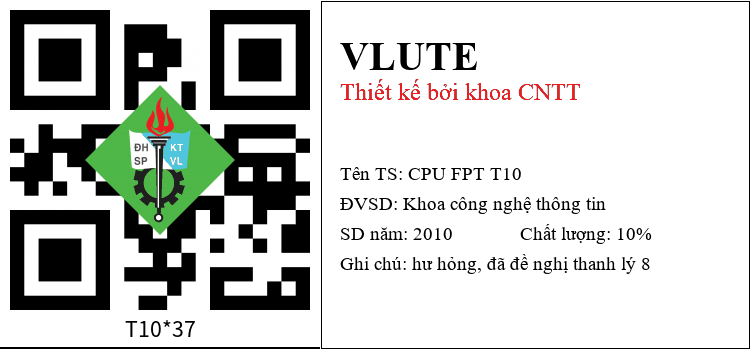 ĐH KT
SP VL
T10*37
VLUTE
Thiết kế bởi khoa CNTT
Tên TS: CPU FPT T10
ĐVSD: Khoa công nghệ thông tin
SD năm: 2010 Chất lượng: 10%
Ghi chú: hư hỏng, đã đề nghị thanh lý 8